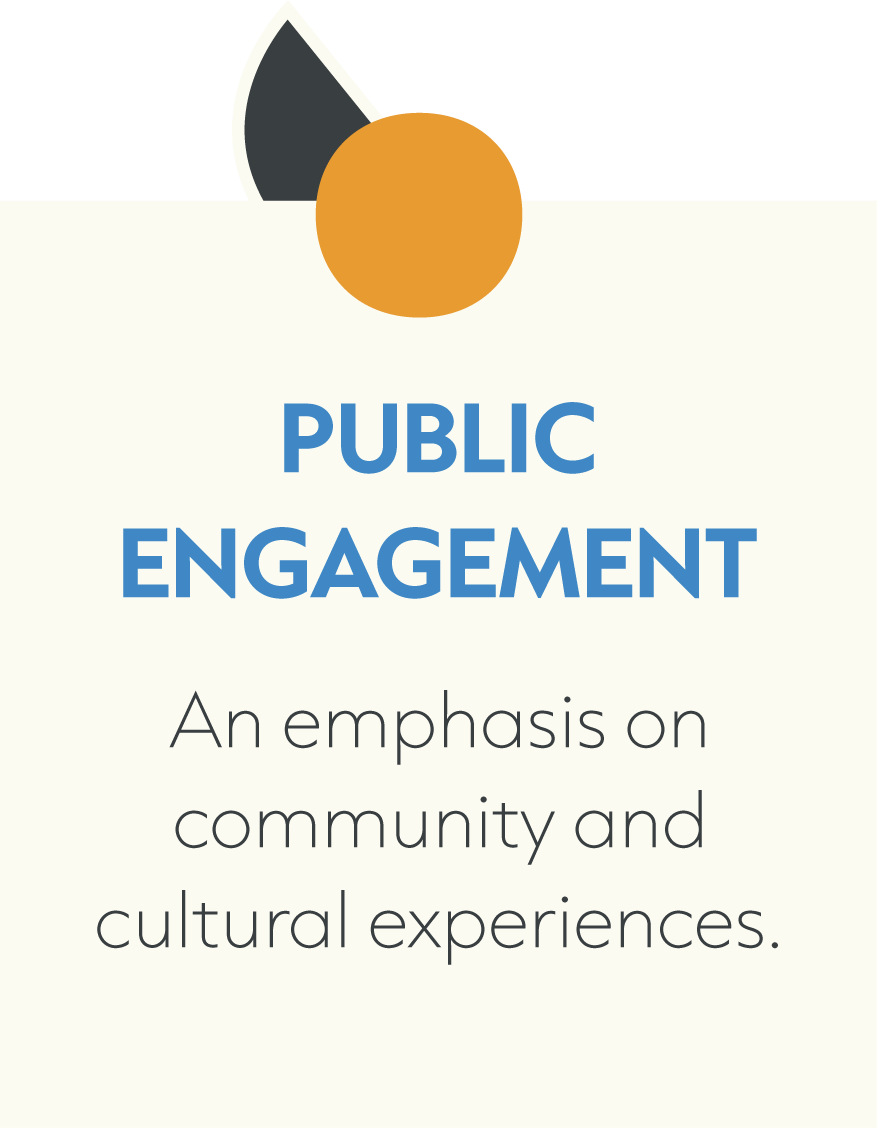 PUBLIC
ENGAGEMENT
An emphasis on
community and
cultural experiences.